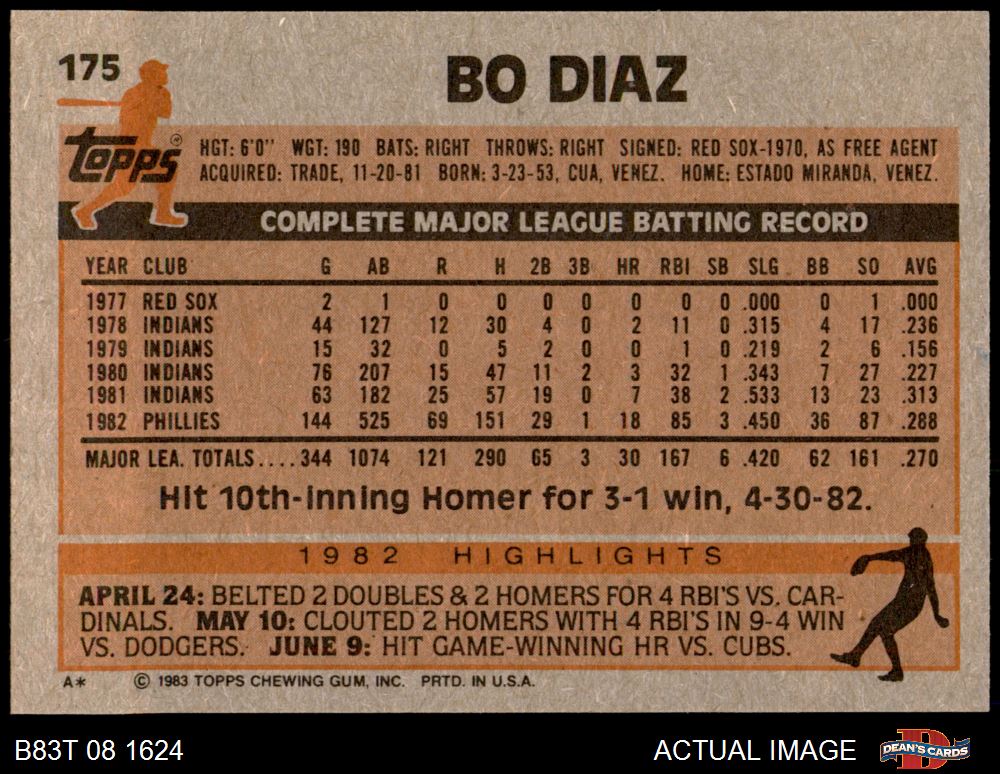 175
BO DIAZ
Topps
HGT: 6'0" WGT: 190 BATS: RIGHT THROWS: RIGHT SIGNED: RED SOX-1970, AS FREE AGENT
ACQUIRED: TRADE, 11-20-81 BORN: 3-23-53, CUA, VENEZ. HOME: ESTADO MIRANDA, VENEZ.
COMPLETE MAJOR LEAGUE BATTING RECORD
YEAR CLUB G AB R H 2B 3B HR RBI SB SLG BB SO AVG
1977 RED SOX 2 1 0 0 0 0 0 0 0 .000 0 1 .000
1978 INDIANS 44 127 12 30 4 0 2 11 0 .315 4 17 .236
1979 INDIANS 15 32 0 5 2 0 0 1 0 .219 2 6 .156
1980 INDIANS 76 207 15 47 11 2 3 32 1 .343 7 27 .227
1981 INDIANS 63 182 25 57 19 0 7 38 2 .533 13 23 .313
1982 PHILLIES 144 525 69 151 29 1 18 85 3 .450 36 87 .288
MAJOR LEA. TOTALS.... 344 1074 121 290 65 3 30 167 6 .420 62 161 .270
Hit 10th-inning Homer for 3-1 win, 4-30-82.
1982 HIGHLIGHTS
APRIL 24: BELTED 2 DOUBLES & 2 HOMERS FOR 4 RBI'S VS. CAR-
DINALS. MAY 10: CLOUTED 2 HOMERS WITH 4 RBI'S IN 9-4 WIN
VS. DODGERS. JUNE 9: HIT GAME-WINNING HR VS. CUBS.
A* © 1983 TOPPS CHEWING GUM, INC. PRTD. IN U.S.A.
B83T 08 1624 ACTUAL IMAGE DEAN'S CARDS